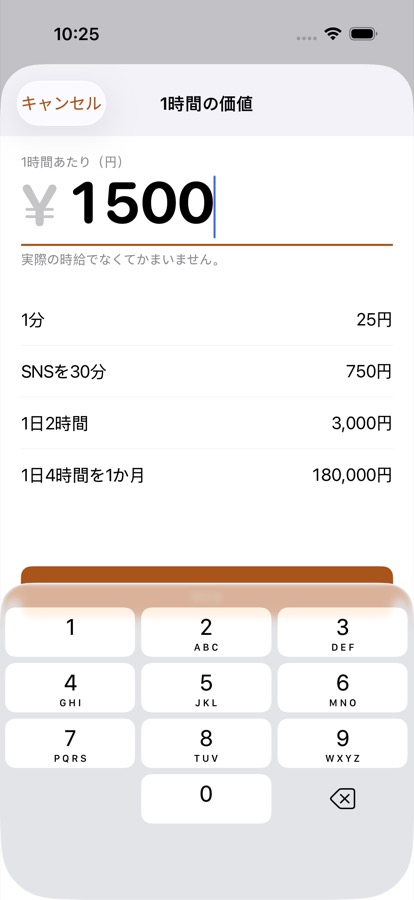 10:25
キャンセル
1時間の価値
1時間あたり（円）
¥ 1500
実際の時給でなくてかまいません。
1分 25円
SNSを30分 750円
1日2時間 3,000円
1日4時間を1か月 180,000円
1
2 ABC
3 DEF
4 GHI
5 JKL
6 MNO
7 PQRS
8 TUV
9 WXYZ
0